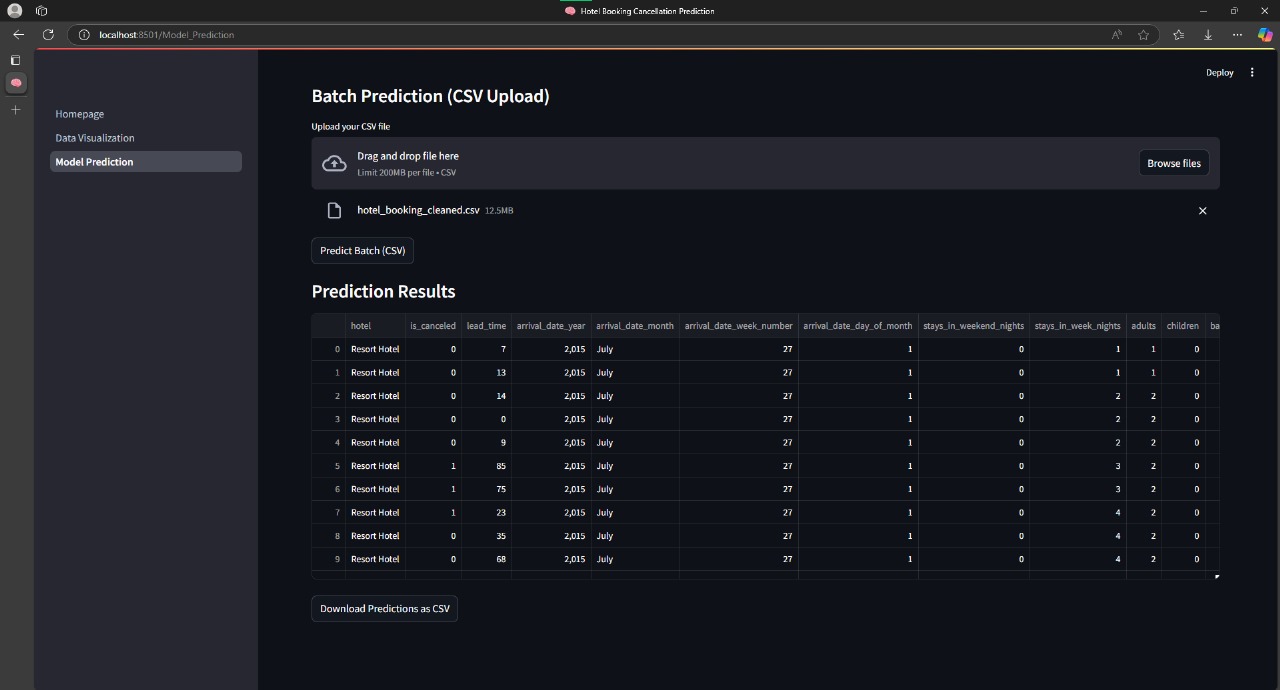 Hotel Booking Cancellation Prediction
localhost:8501/Model_Prediction
Deploy
Homepage
Data Visualization
Model Prediction
Batch Prediction (CSV Upload)
Upload your CSV file
Drag and drop file here
Limit 200MB per file • CSV
Browse files
hotel_booking_cleaned.csv 12.5MB
Predict Batch (CSV)
Prediction Results
hotel is_canceled lead_time arrival_date_year arrival_date_month arrival_date_week_number arrival_date_day_of_month stays_in_weekend_nights stays_in_week_nights adults children ba
0 Resort Hotel 0 7 2,015 July 27 1 0 1 1 0
1 Resort Hotel 0 13 2,015 July 27 1 0 1 1 0
2 Resort Hotel 0 14 2,015 July 27 1 0 2 2 0
3 Resort Hotel 0 0 2,015 July 27 1 0 2 2 0
4 Resort Hotel 0 9 2,015 July 27 1 0 2 2 0
5 Resort Hotel 1 85 2,015 July 27 1 0 3 2 0
6 Resort Hotel 1 75 2,015 July 27 1 0 3 2 0
7 Resort Hotel 1 23 2,015 July 27 1 0 4 2 0
8 Resort Hotel 0 35 2,015 July 27 1 0 4 2 0
9 Resort Hotel 0 68 2,015 July 27 1 0 4 2 0
Download Predictions as CSV